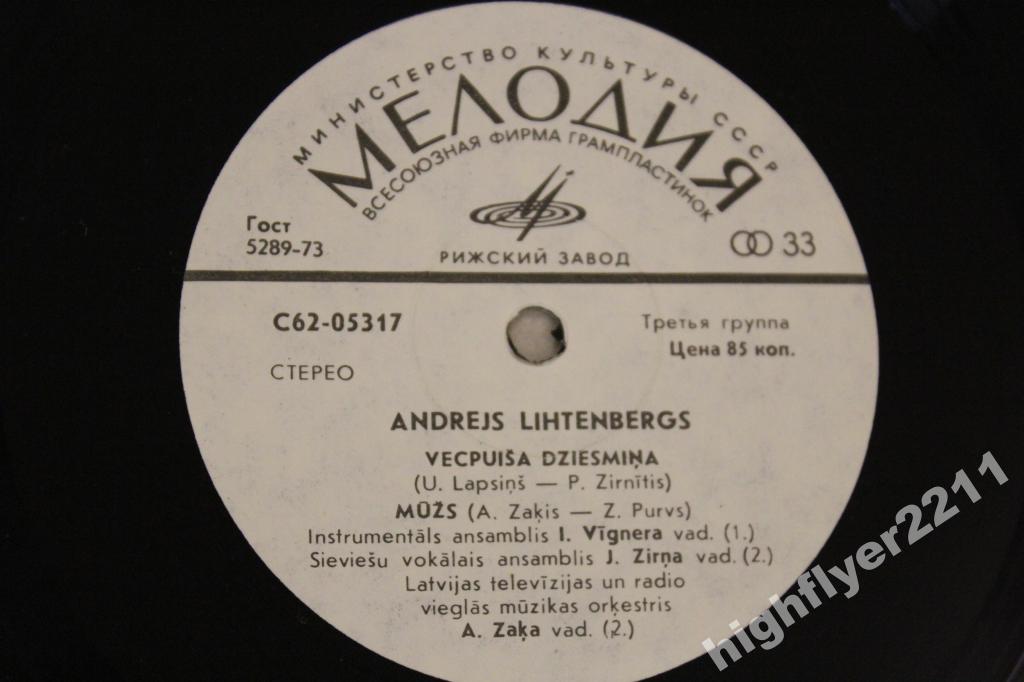 МИНИСТЕРСТВО КУЛЬТУРЫ СССР
МЕЛОДИЯ
ВСЕСОЮЗНАЯ ФИРМА ГРАМПЛАСТИНОК
Гост
5289-73
РИЖСКИЙ ЗАВОД
33
С62-05317
Третья группа
Цена 85 коп.
СТЕРЕО
ANDREJS LIHTENBERGS
VECPUIŠA DZIESMIŅA
(U. Lapsiņš — P. Zirnītis)
MŪŽS (A. Zaķis — Z. Purvs)
Instrumentāls ansamblis I. Vīgnera vad. (1.)
Sieviešu vokālais ansamblis J. Zirņa vad. (2.)
Latvijas televīzijas un radio
vieglās mūzikas orķestris
A. Zaķa vad. (2.)
highflyer2211